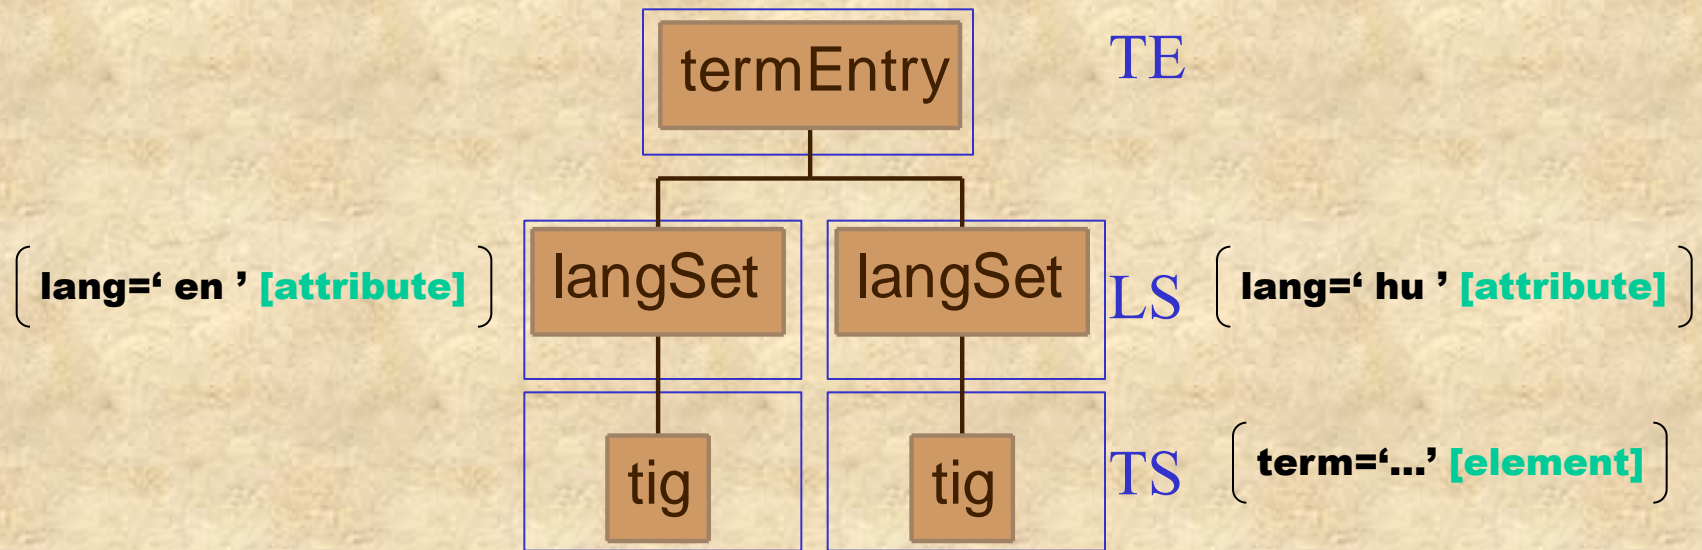 termEntry TE
lang=‘ en ’ [attribute] langSet langSet LS lang=‘ hu ’ [attribute]
tig tig TS term=‘…’ [element]